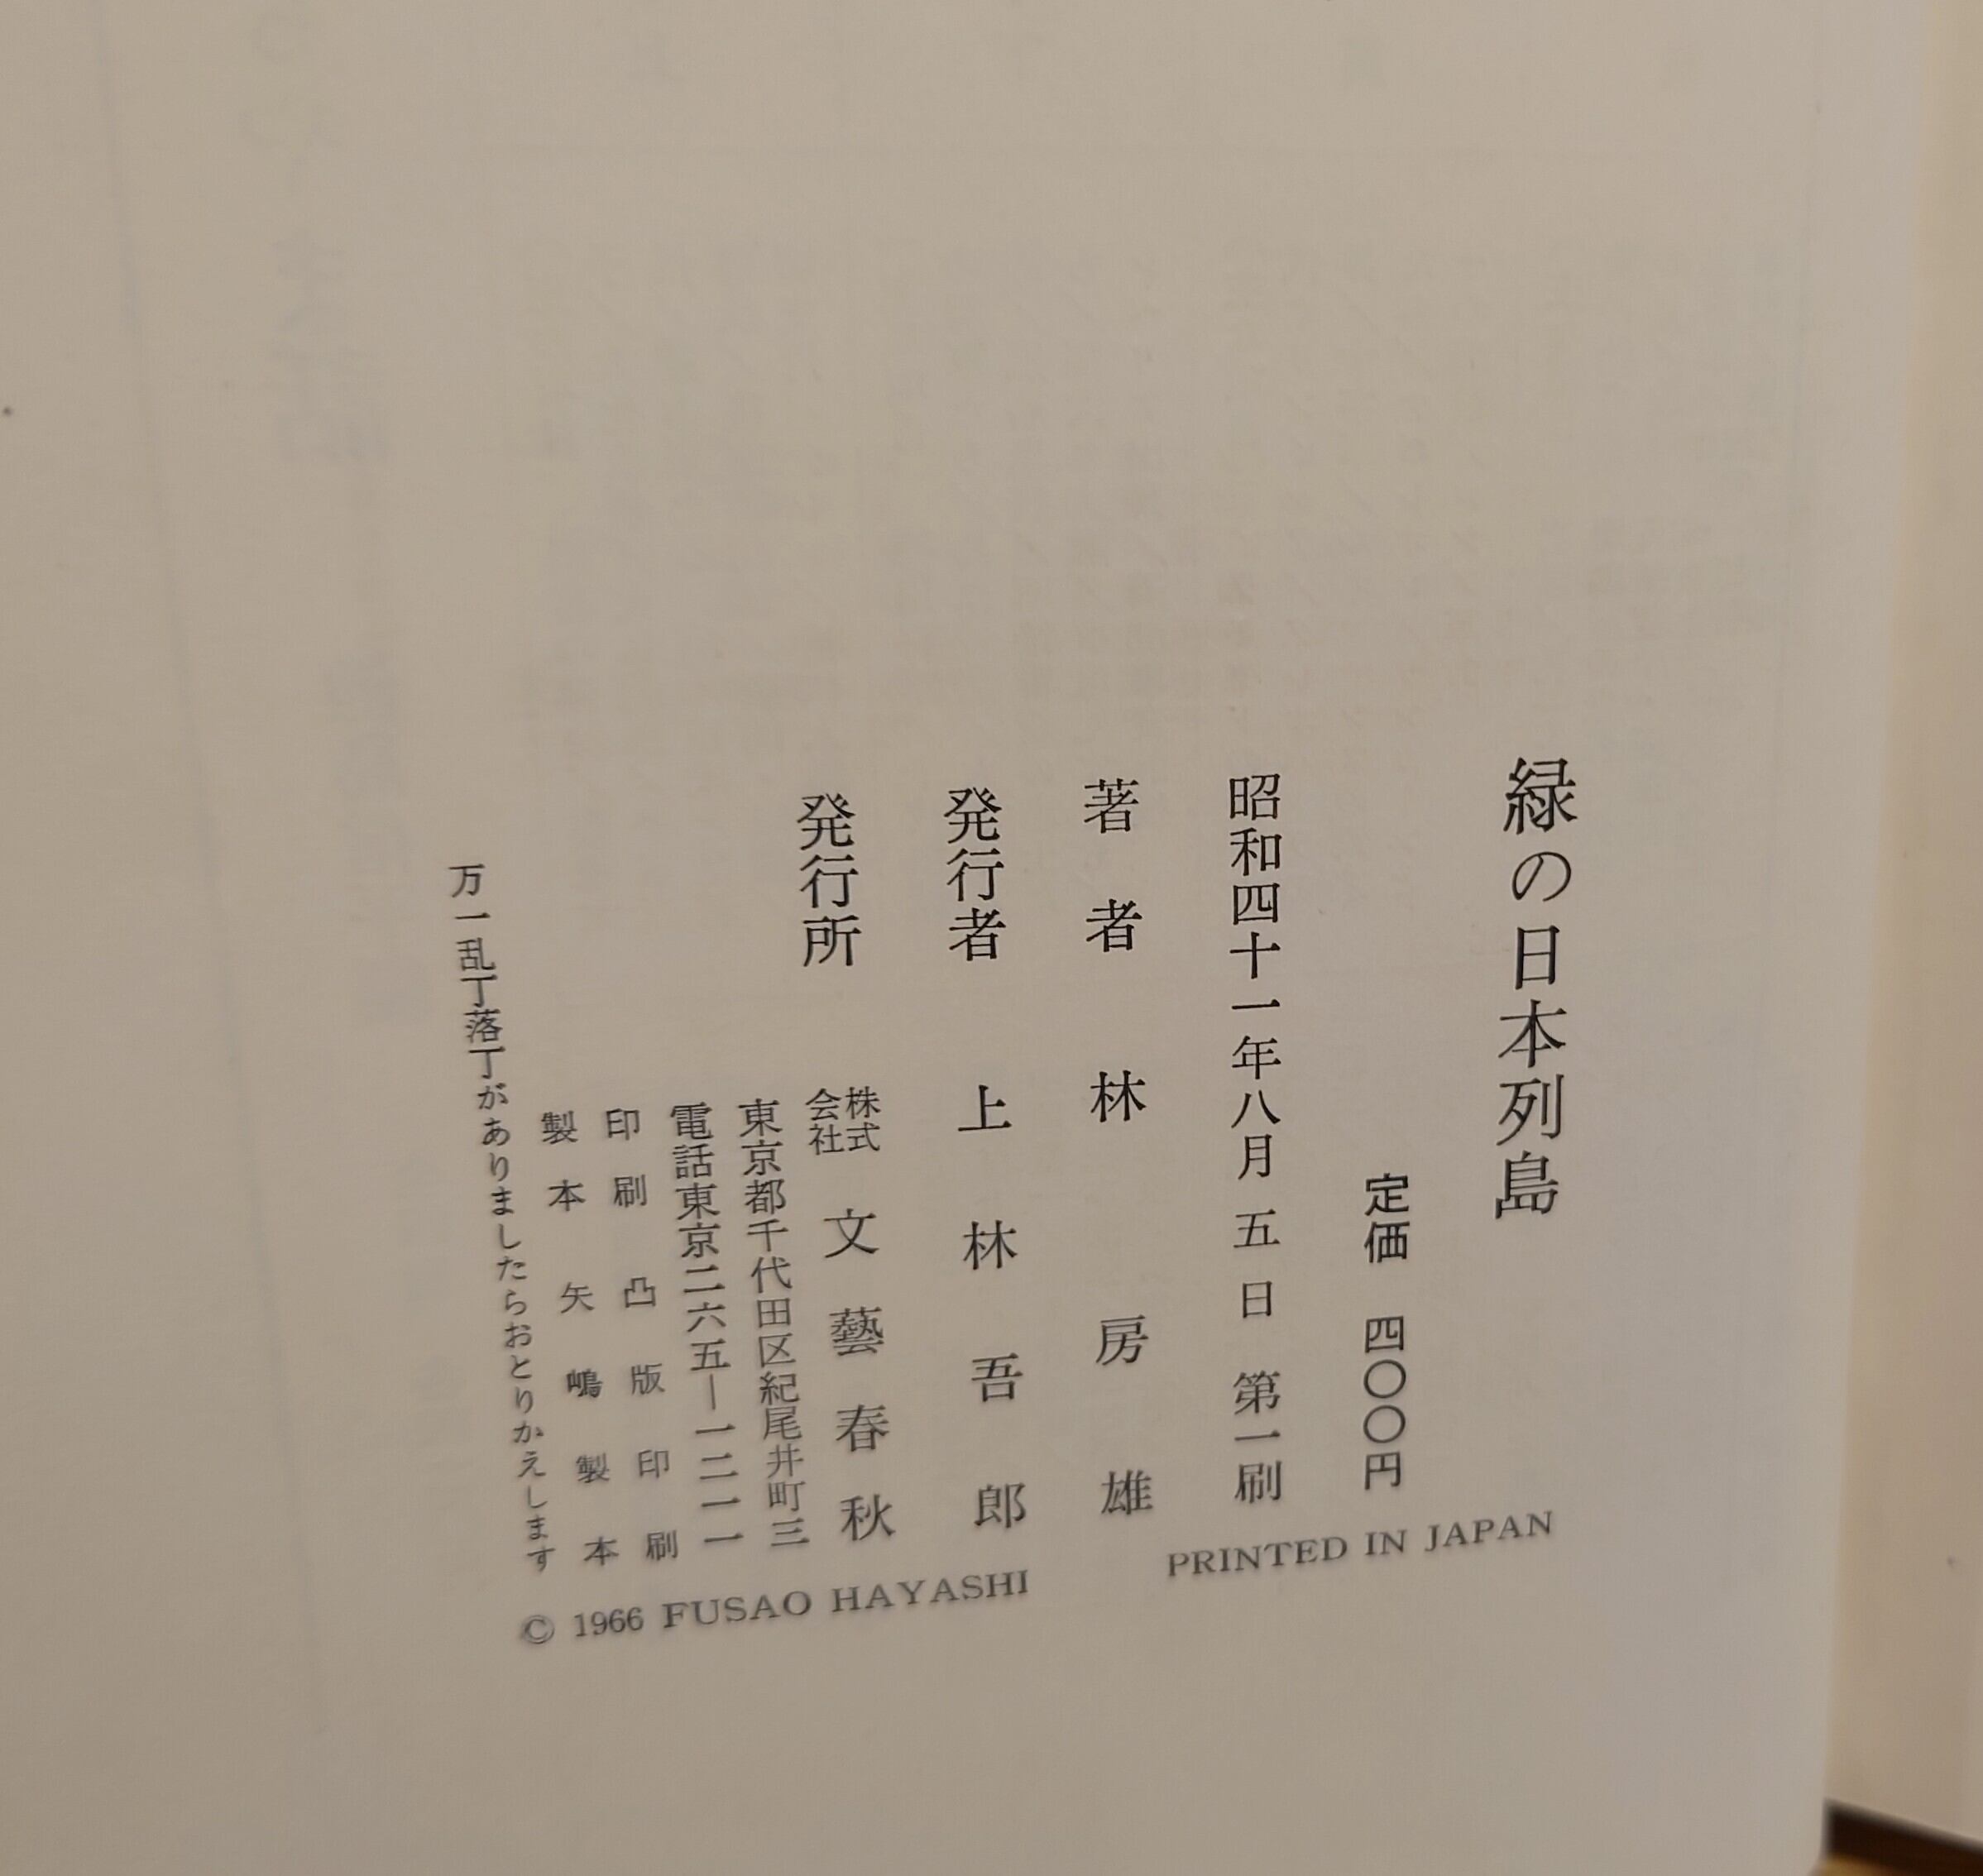 緑の日本列島
定価 四〇〇円
昭和四十一年八月五日 第一刷
著者 林房雄
発行者 上林吾郎
発行所 株式会社 文藝春秋
東京都千代田区紀尾井町三
電話東京二六五―一二一一
印刷 凸版印刷
製本 矢嶋製本
万一乱丁落丁がありましたらおとりかえします
© 1966 FUSAO HAYASHI
PRINTED IN JAPAN